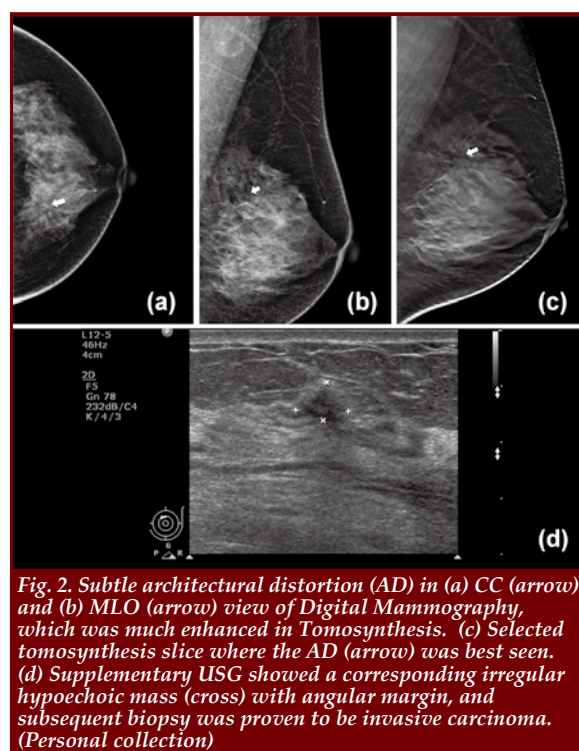 (a)
(b)
(c)
L12-5
46Hz
4cm
2D
F5
Gn 78
232dB/C4
K/4/3
G
P R
(d)
Fig. 2. Subtle architectural distortion (AD) in (a) CC (arrow)
and (b) MLO (arrow) view of Digital Mammography,
which was much enhanced in Tomosynthesis. (c) Selected
tomosynthesis slice where the AD (arrow) was best seen.
(d) Supplementary USG showed a corresponding irregular
hypoechoic mass (cross) with angular margin, and
subsequent biopsy was proven to be invasive carcinoma.
(Personal collection)